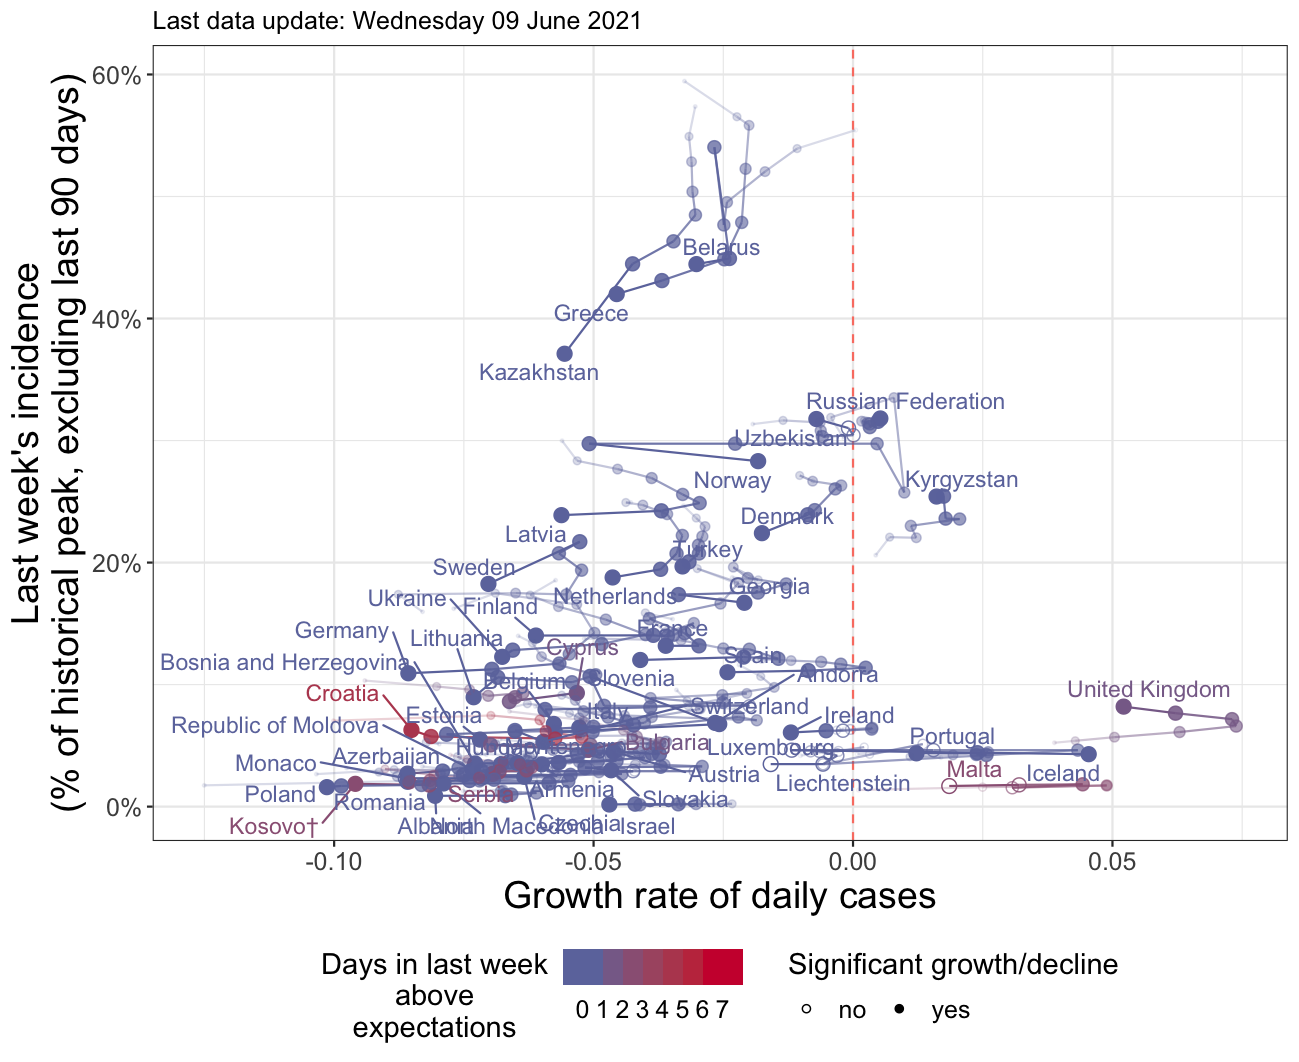 Last data update: Wednesday 09 June 2021
Last week's incidence
(% of historical peak, excluding last 90 days)
60%
40%
20%
0%
Belarus
Greece
Kazakhstan
Russian Federation
Uzbekistan
Norway
Kyrgyzstan
Denmark
Latvia
Turkey
Sweden
Netherlands
Georgia
Ukraine
Finland
Germany
Lithuania
France
Cyprus
Spain
Bosnia and Herzegovina
Belgium
Slovenia
Andorra
Croatia
United Kingdom
Estonia
Italy
Switzerland
Ireland
Republic of Moldova
Bulgaria
Luxembourg
Portugal
Monaco
Azerbaijan
Austria
Malta
Iceland
Liechtenstein
Poland
Romania
Serbia
Armenia
Slovakia
Kosovo†
Albania
North Macedonia
Czechia
Israel
-0.10
-0.05
0.00
0.05
Growth rate of daily cases
Days in last week
above
expectations
0 1 2 3 4 5 6 7
Significant growth/decline
no
yes